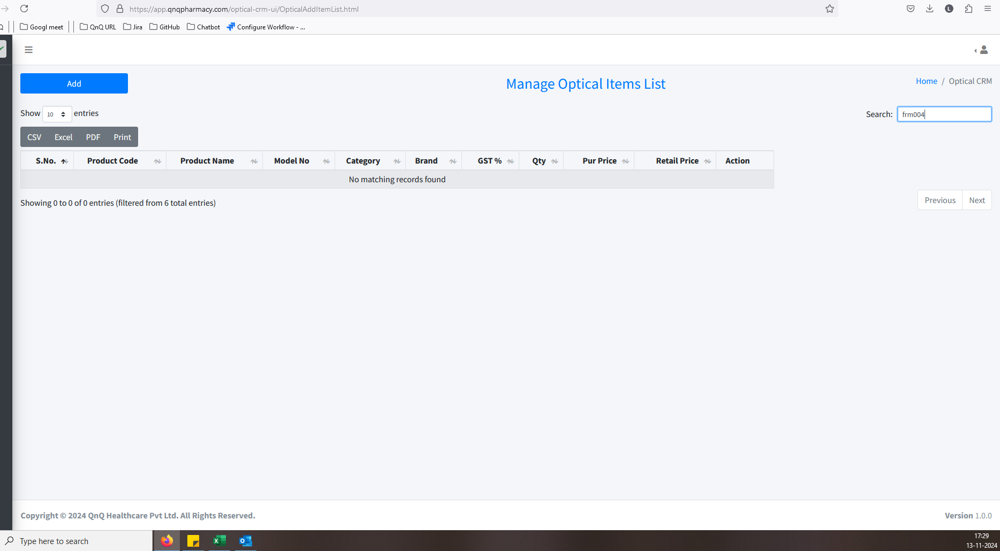 https://app.qnqpharmacy.com/optical-crm-ui/OpticalAddItemList.html
L
Q Googl meet QnQ URL Jira GitHub Chatbot Configure Workflow - ...
Add
Manage Optical Items List
Home / Optical CRM
Show 10 entries
Search: frm004
CSV Excel PDF Print
S.No. Product Code Product Name Model No Category Brand GST % Qty Pur Price Retail Price Action
No matching records found
Showing 0 to 0 of 0 entries (filtered from 6 total entries)
Previous Next
Copyright © 2024 QnQ Healthcare Pvt Ltd. All Rights Reserved.
Version 1.0.0
Type here to search
17:29
13-11-2024